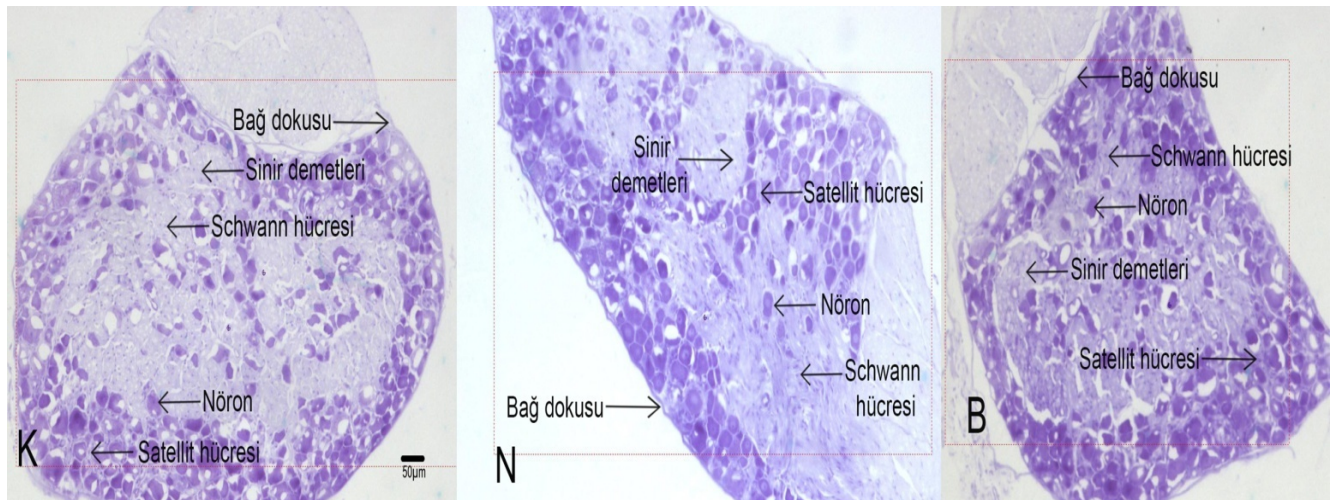 Bağ dokusu
Sinir demetleri
Schwann hücresi
Nöron
Satellit hücresi
K
50µm
Sinir
demetleri
Satellit hücresi
Nöron
Schwann
hücresi
Bağ dokusu
N
Bağ dokusu
Schwann hücresi
Nöron
Sinir demetleri
Satellit hücresi
B